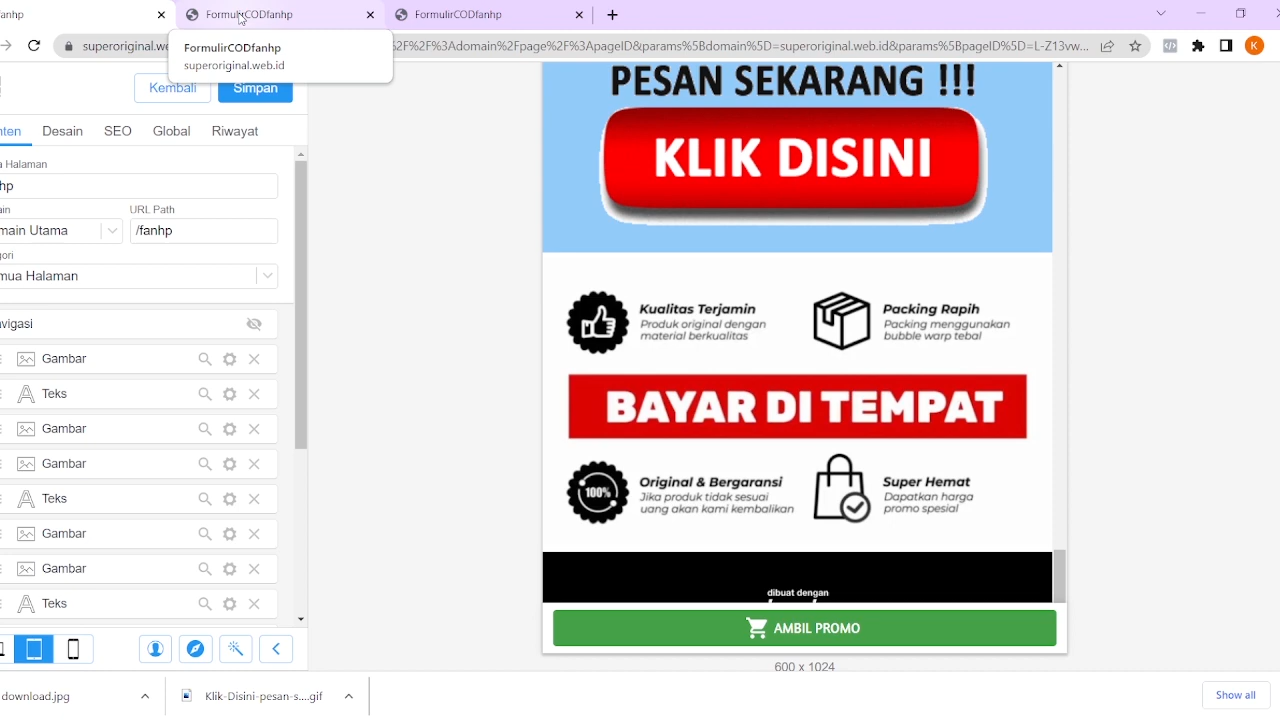 fanhp
FormulirCODfanhp
FormulirCODfanhp
superoriginal.we
2F%2F%3Adomain%2Fpage%2F%3ApageID&params%5Bdomain%5D=superoriginal.web.id&params%5BpageID%5D=L-Z13vw...
K
FormulirCODfanhp
superoriginal.web.id
Kembali
Simpan
nten
Desain
SEO
Global
Riwayat
a Halaman
hp
ain
URL Path
main Utama
/fanhp
gori
mua Halaman
avigasi
Gambar
Teks
Gambar
Gambar
Teks
Gambar
Gambar
Teks
PESAN SEKARANG !!!
KLIK DISINI
Kualitas Terjamin
Produk original dengan
material berkualitas
Packing Rapih
Packing menggunakan
bubble warp tebal
BAYAR DI TEMPAT
100%
Original & Bergaransi
Jika produk tidak sesuai
uang akan kami kembalikan
Super Hemat
Dapatkan harga
promo spesial
dibuat dengan
AMBIL PROMO
600 x 1024
download.jpg
Klik-Disini-pesan-s....gif
Show all